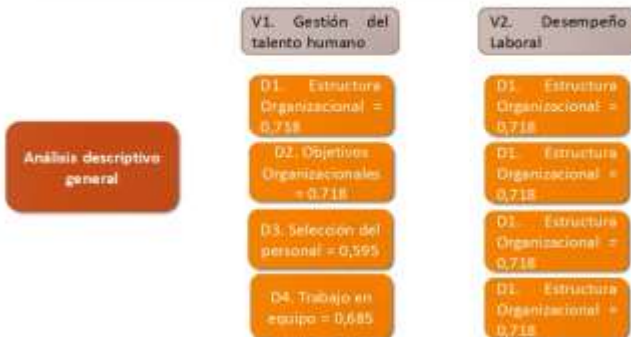 V1. Gestión del
talento humano
V2. Desempeño
Laboral
Análisis descriptivo
general
D1. Estructura
Organizacional =
0,718
D2. Objetivos
Organizacionales
= 0.718
D3. Selección del
personal = 0,595
D4. Trabajo en
equipo = 0,685
D1. Estructura
Organizacional =
0,718
D1. Estructura
Organizacional =
0,718
D1. Estructura
Organizacional =
0,718
D1. Estructura
Organizacional =
0,718